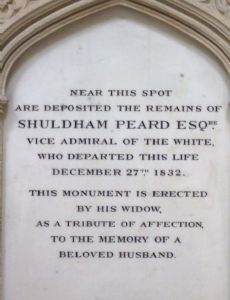 NEAR THIS SPOT
ARE DEPOSITED THE REMAINS OF
SHULDHAM PEARD ESQRE
VICE ADMIRAL OF THE WHITE,
WHO DEPARTED THIS LIFE
DECEMBER 27TH 1832.
THIS MONUMENT IS ERECTED
BY HIS WIDOW,
AS A TRIBUTE OF AFFECTION,
TO THE MEMORY OF A
BELOVED HUSBAND.